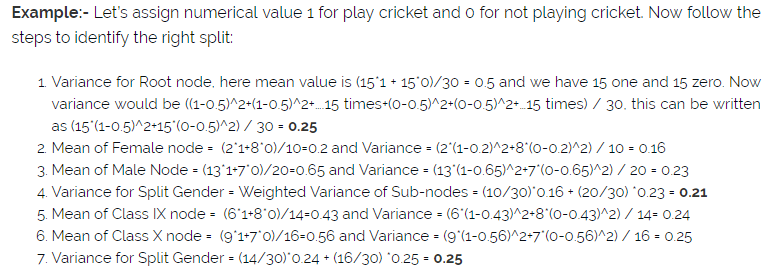 Example:- Let's assign numerical value 1 for play cricket and 0 for not playing cricket. Now follow the
steps to identify the right split:
1. Variance for Root node, here mean value is (15*1 + 15*0)/30 = 0.5 and we have 15 one and 15 zero. Now
variance would be ((1-0.5)^2+(1-0.5)^2+....15 times+(0-0.5)^2+(0-0.5)^2+...15 times) / 30, this can be written
as (15*(1-0.5)^2+15*(0-0.5)^2) / 30 = 0.25
2. Mean of Female node = (2*1+8*0)/10=0.2 and Variance = (2*(1-0.2)^2+8*(0-0.2)^2) / 10 = 0.16
3. Mean of Male Node = (13*1+7*0)/20=0.65 and Variance = (13*(1-0.65)^2+7*(0-0.65)^2) / 20 = 0.23
4. Variance for Split Gender = Weighted Variance of Sub-nodes = (10/30)*0.16 + (20/30) *0.23 = 0.21
5. Mean of Class IX node = (6*1+8*0)/14=0.43 and Variance = (6*(1-0.43)^2+8*(0-0.43)^2) / 14= 0.24
6. Mean of Class X node = (9*1+7*0)/16=0.56 and Variance = (9*(1-0.56)^2+7*(0-0.56)^2) / 16 = 0.25
7. Variance for Split Gender = (14/30)*0.24 + (16/30) *0.25 = 0.25